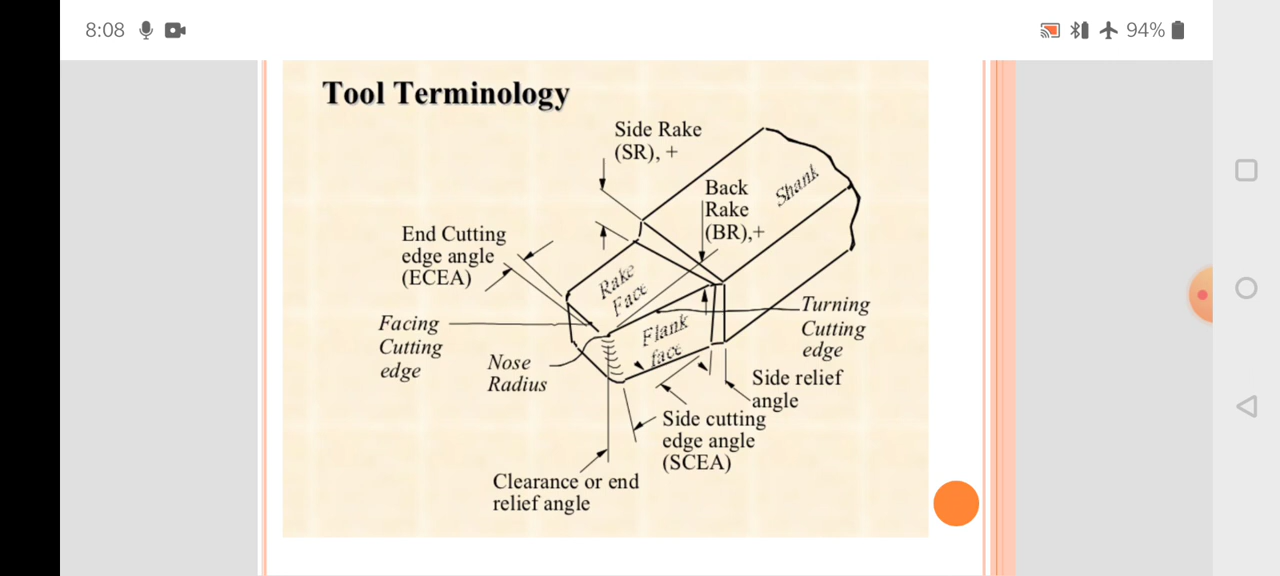 8:08
94%
Tool Terminology
Side Rake
(SR), +
Back
Rake
(BR),+
Shank
End Cutting
edge angle
(ECEA)
Rake
Face
Facing
Cutting
edge
Flank
face
Turning
Cutting
edge
Nose
Radius
Side relief
angle
Side cutting
edge angle
(SCEA)
Clearance or end
relief angle